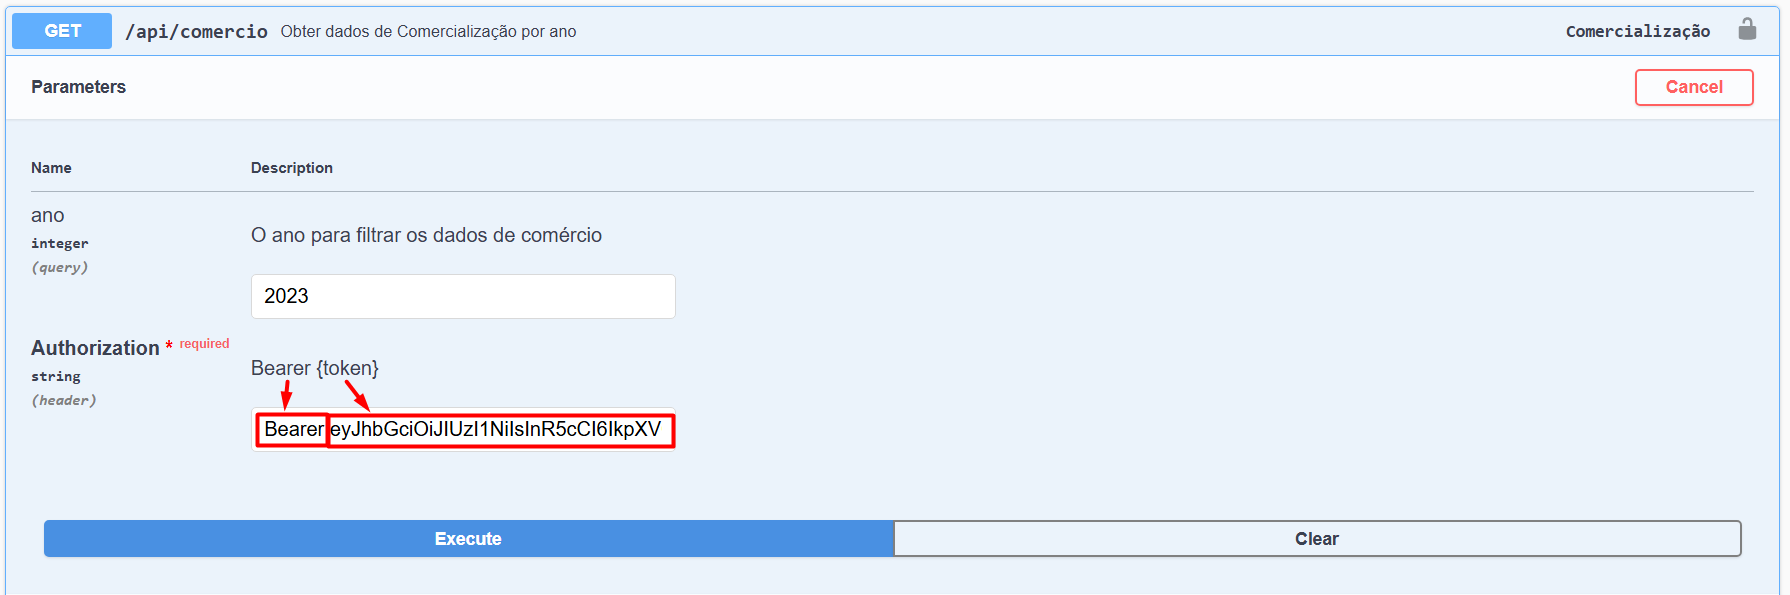 GET /api/comercio Obter dados de Comercialização por ano Comercialização
Parameters Cancel
Name Description
ano
integer
(query)
O ano para filtrar os dados de comércio
2023
Authorization * required
string
(header)
Bearer {token}
Bearer eyJhbGciOiJIUzI1NiIsInR5cCI6IkpXV
Execute Clear